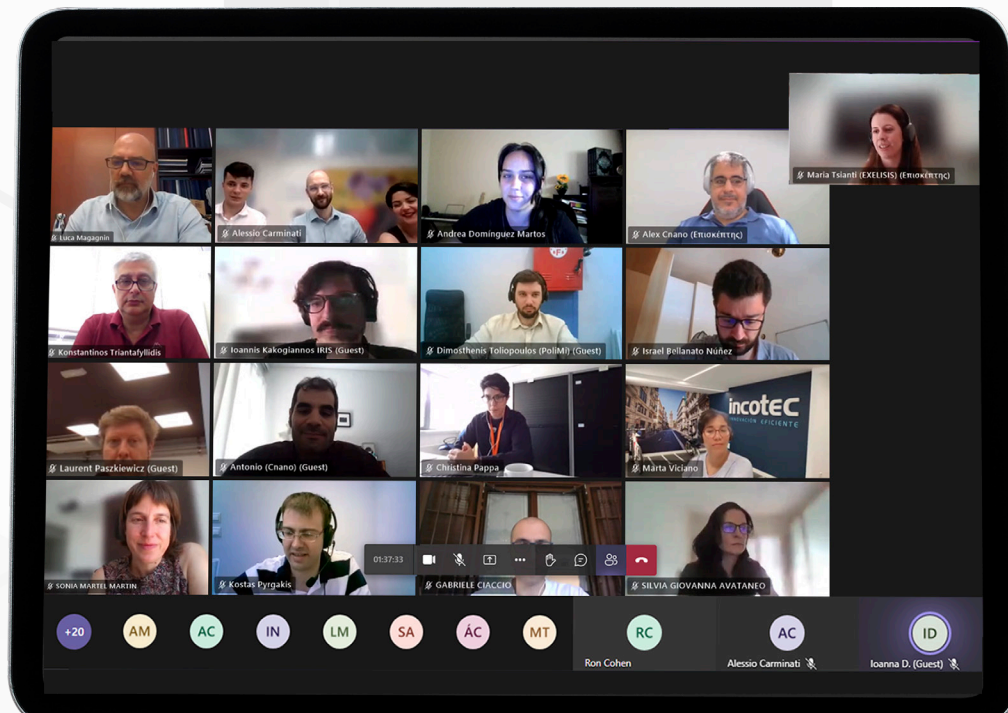 Maria Tsianti (EXELISIS) (Επισκέπτης)
Luca Magagnin
Alessio Carminati
Andrea Domínguez Martos
Alex Cnano (Επισκέπτης)
Konstantinos Triantafyllidis
Ioannis Kakogiannos IRIS (Guest)
Dimosthenis Toliopoulos (PoliMi) (Guest)
Israel Bellanato Núñez
incotec
INNOVACIÓN EFICIENTE
Laurent Paszkiewicz (Guest)
Antonio (Cnano) (Guest)
Christina Pappa
Marta Viciano
SONIA MARTEL MARTIN
Kostas Pyrgakis
01:37:33
GABRIELE CIACCIO
SILVIA GIOVANNA AVATANEO
+20
AM
AC
IN
LM
SA
ÁC
MT
RC
AC
ID
Ron Cohen
Alessio Carminati
Ioanna D. (Guest)